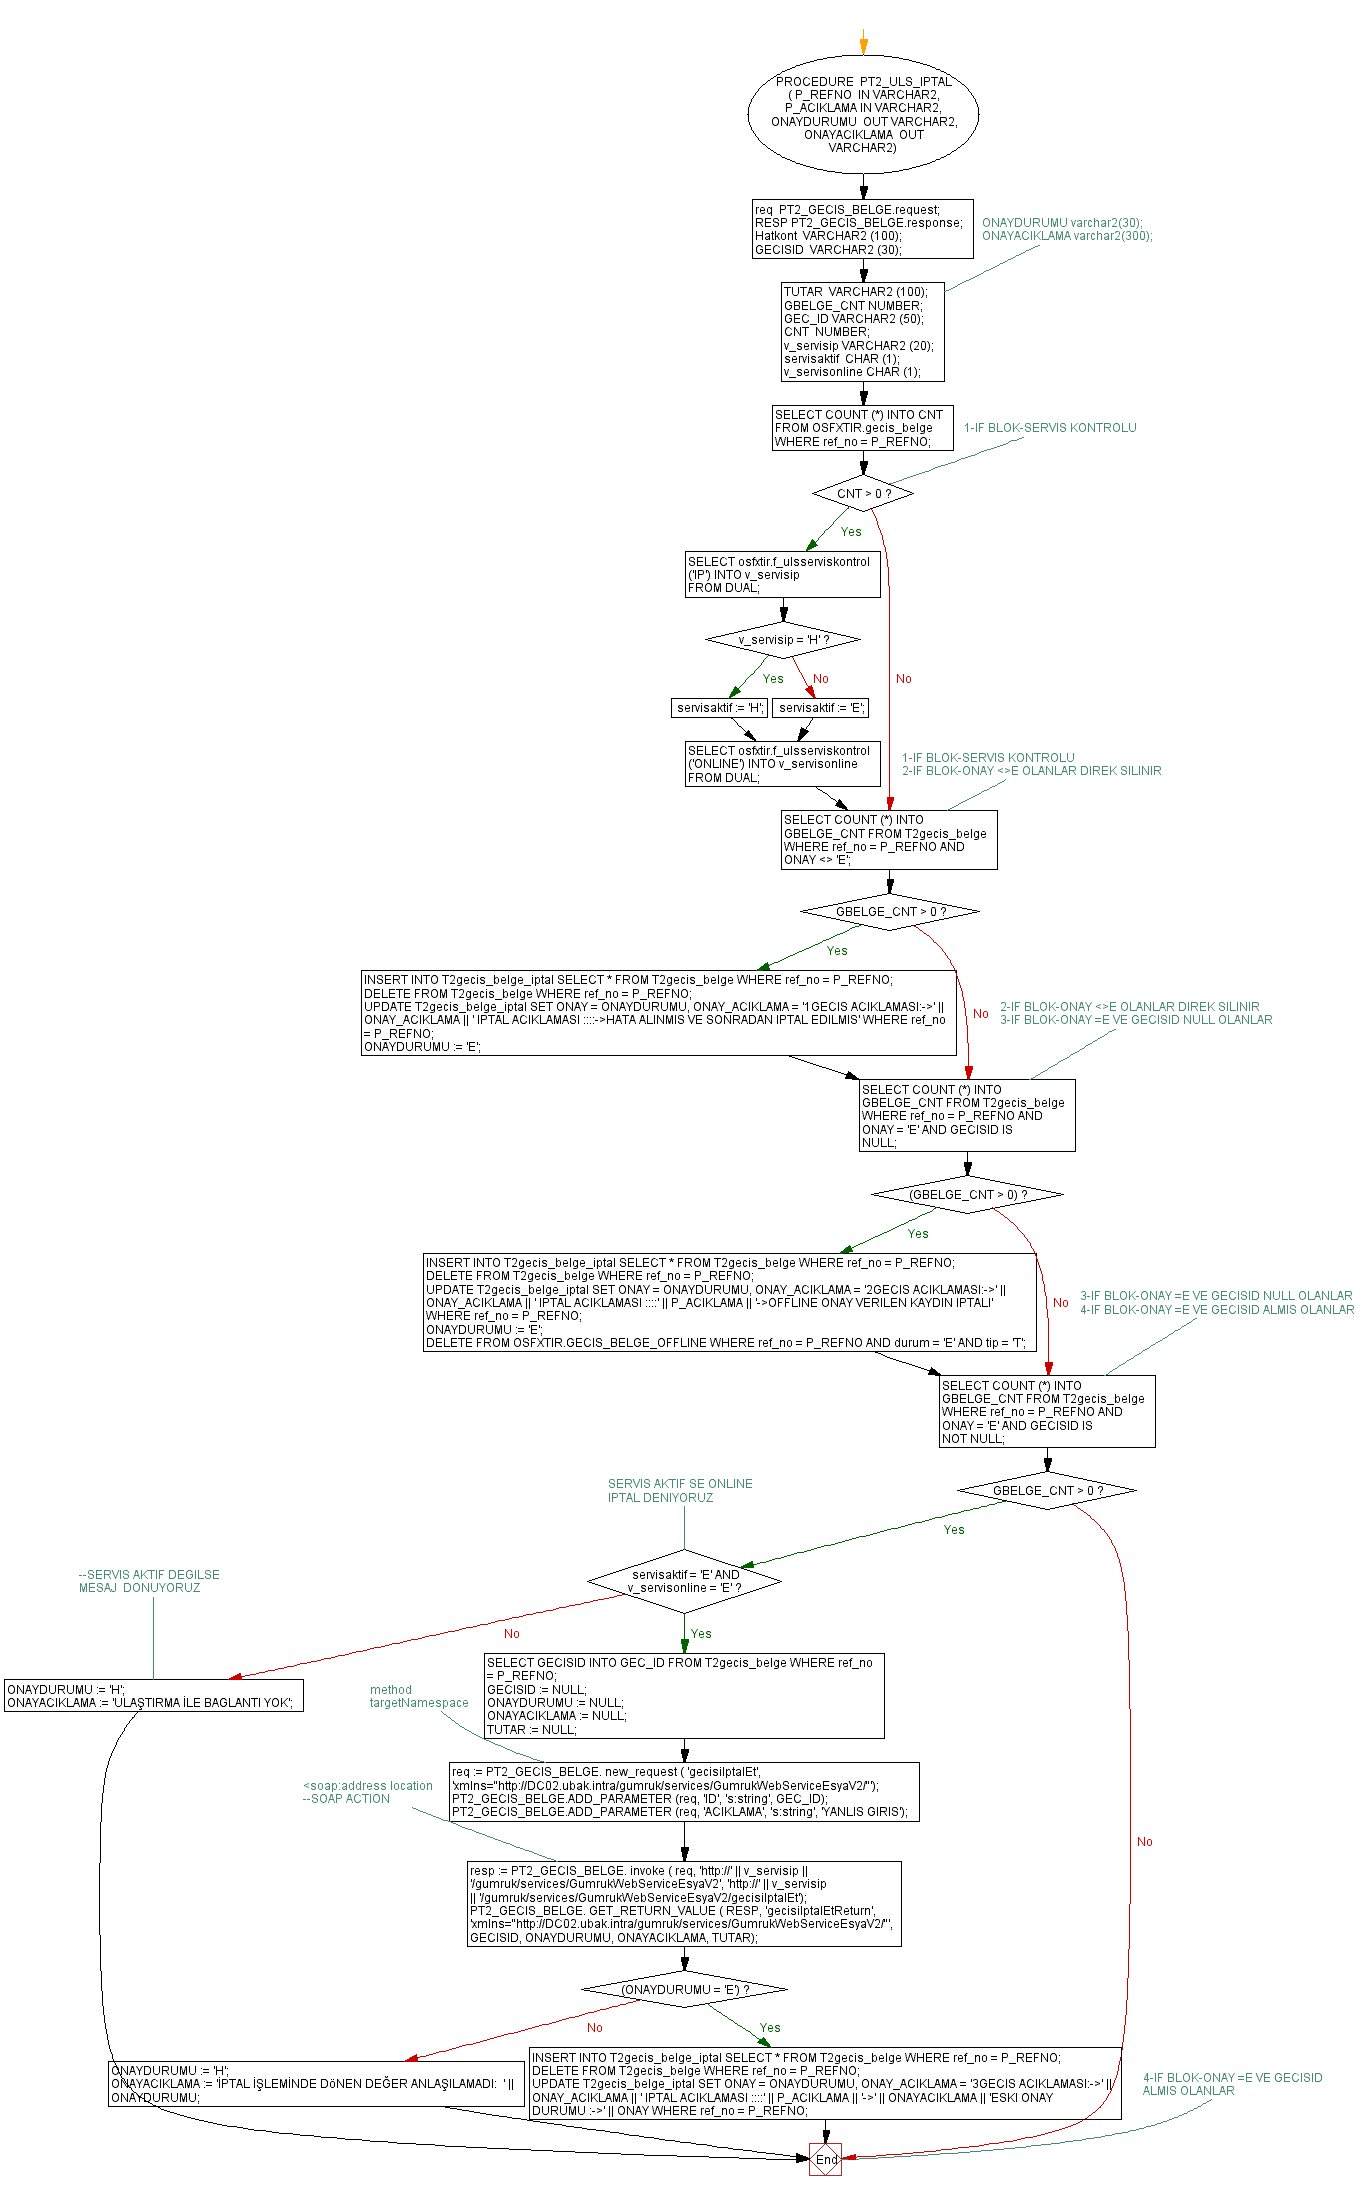 PROCEDURE PT2_ULS_IPTAL
( P_REFNO IN VARCHAR2,
P_ACIKLAMA IN VARCHAR2,
ONAYDURUMU OUT VARCHAR2,
ONAYACIKLAMA OUT
VARCHAR2)
req PT2_GECIS_BELGE.request;
RESP PT2_GECIS_BELGE.response;
Hatkont VARCHAR2 (100);
GECISID VARCHAR2 (30);
ONAYDURUMU varchar2(30);
ONAYACIKLAMA varchar2(300);
TUTAR VARCHAR2 (100);
GBELGE_CNT NUMBER;
GEC_ID VARCHAR2 (50);
CNT NUMBER;
v_servisip VARCHAR2 (20);
servisaktif CHAR (1);
v_servisonline CHAR (1);
SELECT COUNT (*) INTO CNT
FROM OSFXTIR.gecis_belge
WHERE ref_no = P_REFNO;
1-IF BLOK-SERVIS KONTROLU
CNT > 0 ?
Yes
SELECT osfxtir.f_ulsserviskontrol
('IP') INTO v_servisip
FROM DUAL;
v_servisip = 'H' ?
Yes
No
No
servisaktif := 'H';
servisaktif := 'E';
SELECT osfxtir.f_ulsserviskontrol
('ONLINE') INTO v_servisonline
FROM DUAL;
1-IF BLOK-SERVIS KONTROLU
2-IF BLOK-ONAY <>E OLANLAR DIREK SILINIR
SELECT COUNT (*) INTO
GBELGE_CNT FROM T2gecis_belge
WHERE ref_no = P_REFNO AND
ONAY <> 'E';
GBELGE_CNT > 0 ?
Yes
INSERT INTO T2gecis_belge_iptal SELECT * FROM T2gecis_belge WHERE ref_no = P_REFNO;
DELETE FROM T2gecis_belge WHERE ref_no = P_REFNO;
UPDATE T2gecis_belge_iptal SET ONAY = ONAYDURUMU, ONAY_ACIKLAMA = '1GECIS ACIKLAMASI:->' ||
ONAY_ACIKLAMA || ' IPTAL ACIKLAMASI ::::->HATA ALINMIS VE SONRADAN IPTAL EDILMIS' WHERE ref_no
= P_REFNO;
ONAYDURUMU := 'E';
No
2-IF BLOK-ONAY <>E OLANLAR DIREK SILINIR
3-IF BLOK-ONAY =E VE GECISID NULL OLANLAR
SELECT COUNT (*) INTO
GBELGE_CNT FROM T2gecis_belge
WHERE ref_no = P_REFNO AND
ONAY = 'E' AND GECISID IS
NULL;
(GBELGE_CNT > 0) ?
Yes
INSERT INTO T2gecis_belge_iptal SELECT * FROM T2gecis_belge WHERE ref_no = P_REFNO;
DELETE FROM T2gecis_belge WHERE ref_no = P_REFNO;
UPDATE T2gecis_belge_iptal SET ONAY = ONAYDURUMU, ONAY_ACIKLAMA = '2GECIS ACIKLAMASI:->' ||
ONAY_ACIKLAMA || ' IPTAL ACIKLAMASI ::::' || P_ACIKLAMA || '->OFFLINE ONAY VERILEN KAYDIN IPTALI'
WHERE ref_no = P_REFNO;
ONAYDURUMU := 'E';
DELETE FROM OSFXTIR.GECIS_BELGE_OFFLINE WHERE ref_no = P_REFNO AND durum = 'E' AND tip = 'T';
No
3-IF BLOK-ONAY =E VE GECISID NULL OLANLAR
4-IF BLOK-ONAY =E VE GECISID ALMIS OLANLAR
SELECT COUNT (*) INTO
GBELGE_CNT FROM T2gecis_belge
WHERE ref_no = P_REFNO AND
ONAY = 'E' AND GECISID IS
NOT NULL;
GBELGE_CNT > 0 ?
SERVIS AKTIF SE ONLINE
IPTAL DENIYORUZ
Yes
servisaktif = 'E' AND
v_servisonline = 'E' ?
--SERVIS AKTIF DEGILSE
MESAJ DONUYORUZ
No
Yes
ONAYDURUMU := 'H';
ONAYACIKLAMA := 'ULAŞTIRMA İLE BAGLANTI YOK';
SELECT GECISID INTO GEC_ID FROM T2gecis_belge WHERE ref_no
= P_REFNO;
GECISID := NULL;
ONAYDURUMU := NULL;
ONAYACIKLAMA := NULL;
TUTAR := NULL;
method
targetNamespace
req := PT2_GECIS_BELGE. new_request ( 'gecisiIptalEt',
'xmlns="http://DC02.ubak.intra/gumruk/services/GumrukWebServiceEsyaV2/"');
PT2_GECIS_BELGE.ADD_PARAMETER (req, 'ID', 's:string', GEC_ID);
PT2_GECIS_BELGE.ADD_PARAMETER (req, 'ACIKLAMA', 's:string', 'YANLIS GIRIS');
<soap:address location
--SOAP ACTION
No
resp := PT2_GECIS_BELGE. invoke ( req, 'http://' || v_servisip ||
'/gumruk/services/GumrukWebServiceEsyaV2', 'http://' || v_servisip
|| '/gumruk/services/GumrukWebServiceEsyaV2/gecisiIptalEt');
PT2_GECIS_BELGE. GET_RETURN_VALUE ( RESP, 'gecisiIptalEtReturn',
'xmlns="http://DC02.ubak.intra/gumruk/services/GumrukWebServiceEsyaV2/"',
GECISID, ONAYDURUMU, ONAYACIKLAMA, TUTAR);
(ONAYDURUMU = 'E') ?
No
Yes
ONAYDURUMU := 'H';
ONAYACIKLAMA := 'İPTAL İŞLEMİNDE DöNEN DEĞER ANLAŞILAMADI: ' ||
ONAYDURUMU;
INSERT INTO T2gecis_belge_iptal SELECT * FROM T2gecis_belge WHERE ref_no = P_REFNO;
DELETE FROM T2gecis_belge WHERE ref_no = P_REFNO;
UPDATE T2gecis_belge_iptal SET ONAY = ONAYDURUMU, ONAY_ACIKLAMA = '3GECIS ACIKLAMASI:->' ||
ONAY_ACIKLAMA || ' IPTAL ACIKLAMASI ::::' || P_ACIKLAMA || '->' || ONAYACIKLAMA || 'ESKI ONAY
DURUMU :->' || ONAY WHERE ref_no = P_REFNO;
4-IF BLOK-ONAY =E VE GECISID
ALMIS OLANLAR
End